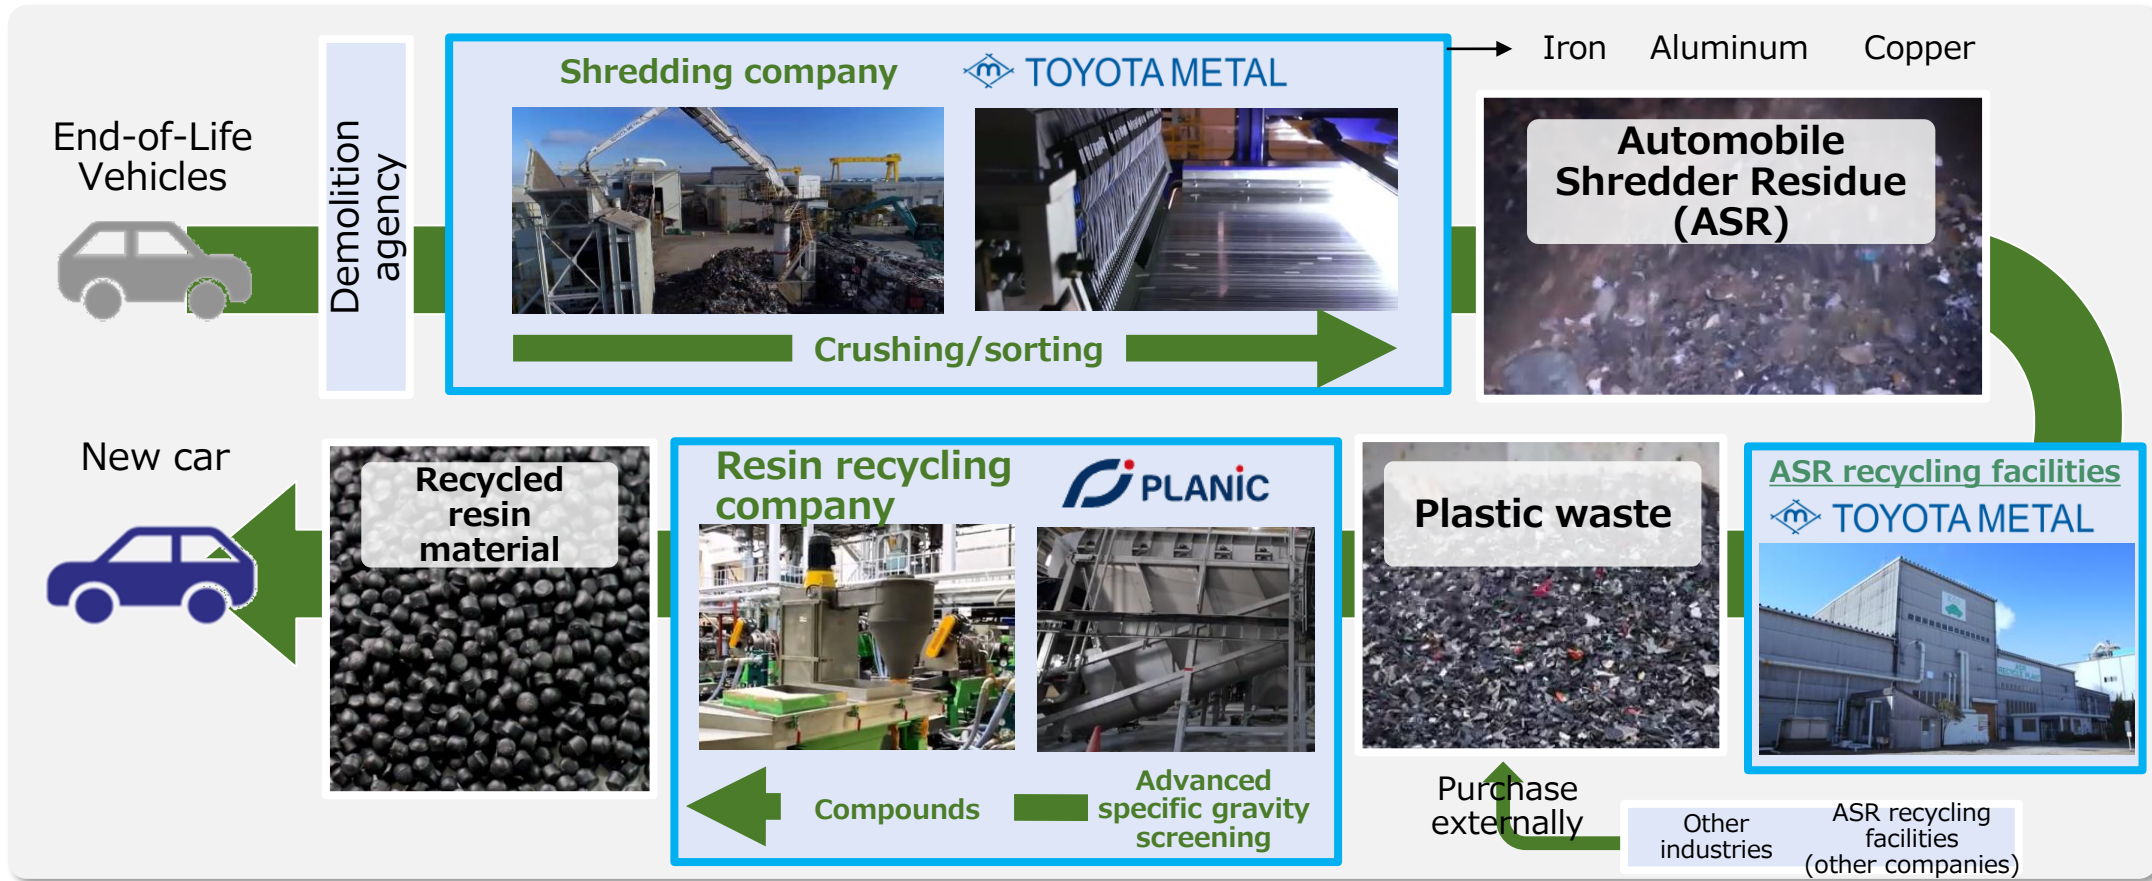 End-of-Life
Vehicles
Demolition
agency
Shredding company
TOYOTA METAL
Crushing/sorting
Iron
Aluminum
Copper
Automobile
Shredder Residue
(ASR)
ASR recycling facilities
TOYOTA METAL
Plastic waste
Purchase
externally
Other
industries
ASR recycling
facilities
(other companies)
Resin recycling
company
PLANIC
Advanced
specific gravity
screening
Compounds
Recycled
resin
material
New car